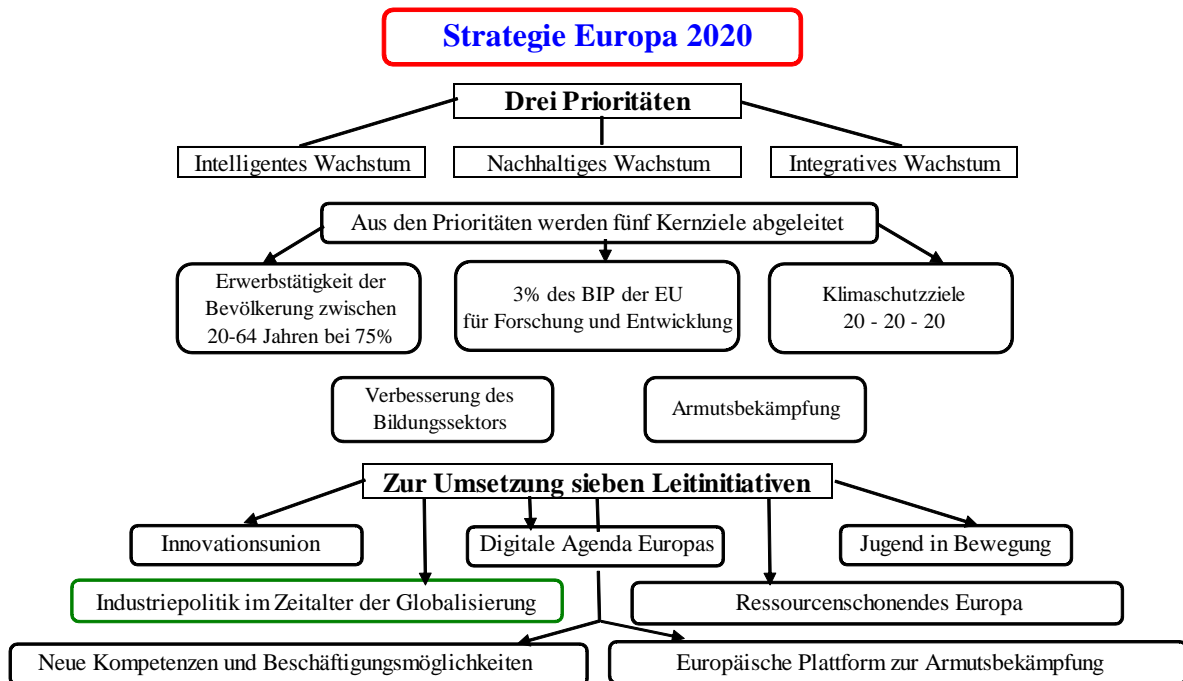 Strategie Europa 2020
Drei Prioritäten
Intelligentes Wachstum
Nachhaltiges Wachstum
Integratives Wachstum
Aus den Prioritäten werden fünf Kernziele abgeleitet
Erwerbstätigkeit der
Bevölkerung zwischen
20-64 Jahren bei 75%
3% des BIP der EU
für Forschung und Entwicklung
Klimaschutzziele
20 - 20 - 20
Verbesserung des
Bildungssektors
Armutsbekämpfung
Zur Umsetzung sieben Leitinitiativen
Innovationsunion
Digitale Agenda Europas
Jugend in Bewegung
Industriepolitik im Zeitalter der Globalisierung
Ressourcenschonendes Europa
Neue Kompetenzen und Beschäftigungsmöglichkeiten
Europäische Plattform zur Armutsbekämpfung